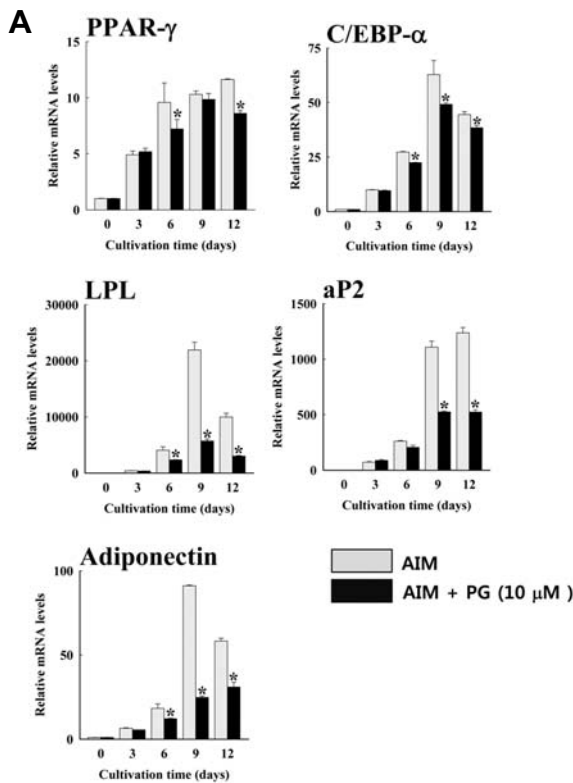 A
PPAR-γ
Relative mRNA levels
15
10
5
0
0 3 6 9 12
Cultivation time (days)
*
*
C/EBP-α
Relative mRNA levels
75
50
25
0
0 3 6 9 12
Cultivation time (days)
*
*
*
LPL
Relative mRNA levels
30000
20000
10000
0
0 3 6 9 12
Cultivation time (days)
*
*
*
aP2
Relative mRNA levles
1500
1000
500
0
0 3 6 9 12
Cultivation time (days)
*
*
Adiponectin
Relative mRNA levels
100
50
0
0 3 6 9 12
Cultivation time (days)
*
*
*
AIM
AIM + PG (10 μM )